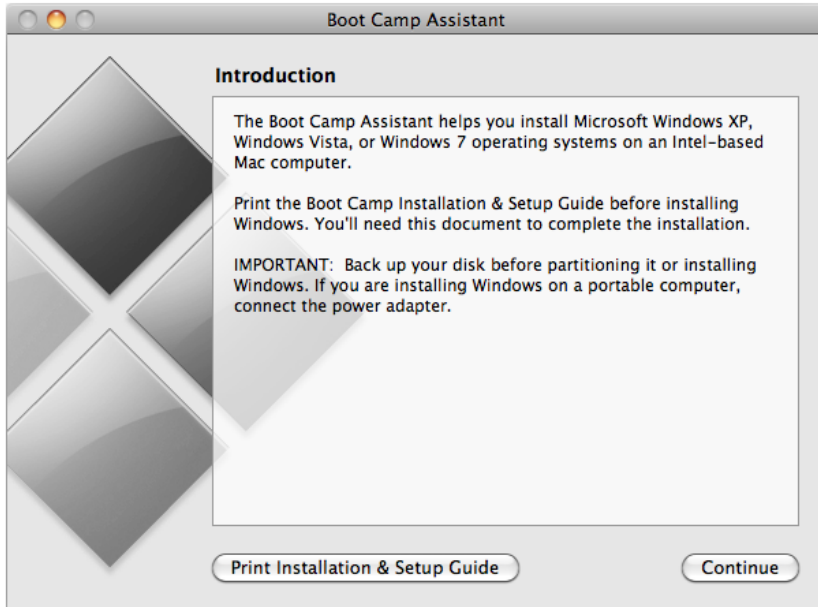 Boot Camp Assistant
Introduction
The Boot Camp Assistant helps you install Microsoft Windows XP,
Windows Vista, or Windows 7 operating systems on an Intel-based
Mac computer.
Print the Boot Camp Installation & Setup Guide before installing
Windows. You'll need this document to complete the installation.
IMPORTANT:  Back up your disk before partitioning it or installing
Windows. If you are installing Windows on a portable computer,
connect the power adapter.
Print Installation & Setup Guide
Continue